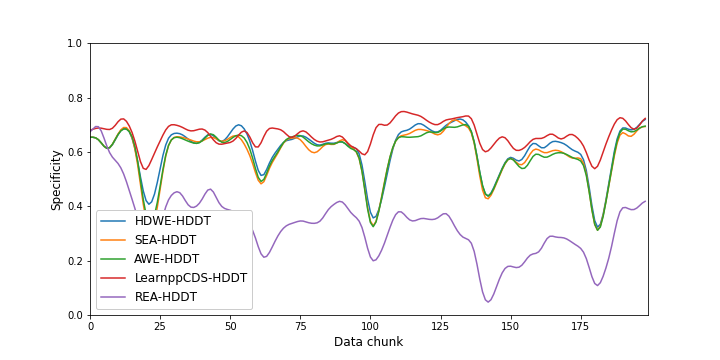 1.0
0.8
0.6
0.4
0.2
0.0
Specificity
HDWE-HDDT
SEA-HDDT
AWE-HDDT
LearnppCDS-HDDT
REA-HDDT
0 25 50 75 100 125 150 175
Data chunk